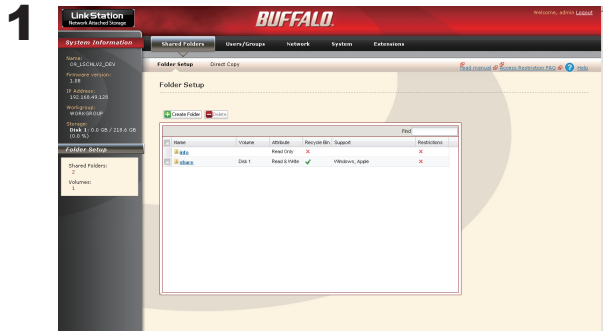 1
LinkStation
Network Attached Storage
BUFFALO
Welcome, admin Logout
System Information
Shared Folders Users/Groups Network System Extensions
Name:
OR_LSCHLV2_DEV
Firmware version:
1.08
IP Address:
192.168.49.128
Workgroup:
WORKGROUP
Storage:
Disk 1: 0.0 GB / 218.6 GB
(0.0 %)
Folder Setup
Shared Folders:
2
Volumes:
1
Folder Setup Direct Copy
Read manual Access Restriction FAQ Help
Folder Setup
Create Folder Delete
Find
Name Volume Attribute Recycle Bin Support Restrictions
info Read Only
share Disk 1 Read & Write Windows, Apple